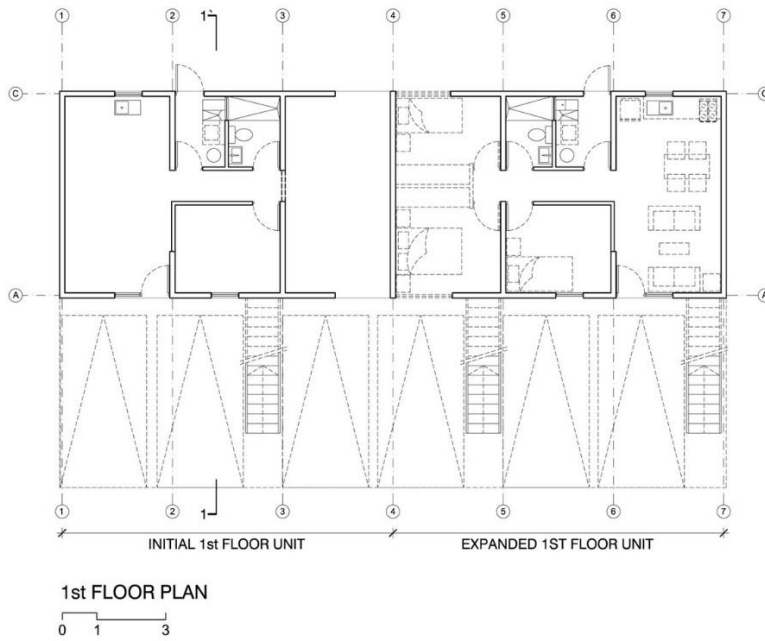 1 2 1` 3 4 5 6 7
C C
A A
1 2 1 3 4 5 6 7
INITIAL 1st FLOOR UNIT EXPANDED 1ST FLOOR UNIT
1st FLOOR PLAN
0 1 3